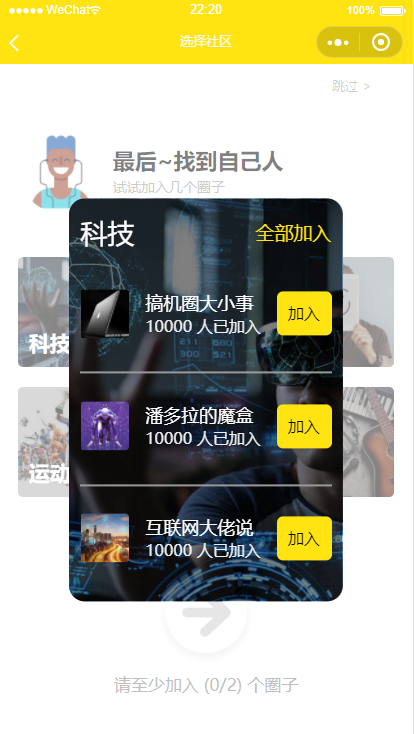 WeChat 22:20 100%
选择社区
跳过 >
最后~找到自己人
试试加入几个圈子
科技 全部加入
搞机圈大小事
10000 人已加入
加入
科技
潘多拉的魔盒
10000 人已加入
加入
运动
互联网大佬说
10000 人已加入
加入
请至少加入 (0/2) 个圈子